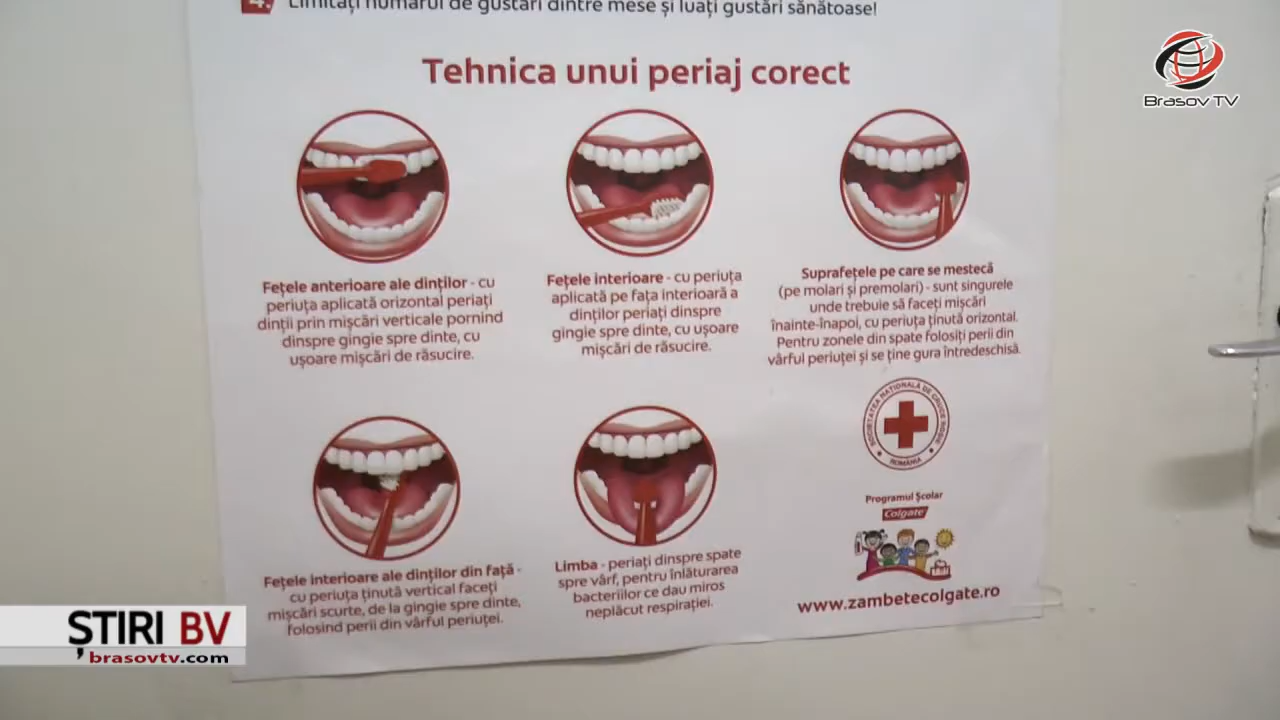 4. Limitați numărul de gustări dintre mese și luați gustări sănătoase!
Tehnica unui periaj corect
Brasov TV
Fețele anterioare ale dinților - cu
periuța aplicată orizontal periați
dinții prin mișcări verticale pornind
dinspre gingie spre dinte, cu
ușoare mișcări de răsucire.
Fețele interioare - cu periuța
aplicată pe fața interioară a
dinților periați dinspre
gingie spre dinte, cu ușoare
mișcări de răsucire.
Suprafețele pe care se mestecă
(pe molari și premolari) - sunt singurele
unde trebuie să faceți mișcări
înainte-înapoi, cu periuța ținută orizontal.
Pentru zonele din spate folosiți perii din
vârful periuței și se ține gura întredeschisă.
Fețele interioare ale dinților din față -
cu periuța ținută vertical faceți
mișcări scurte, de la gingie spre dinte,
folosind perii din vârful periuței.
Limba - periați dinspre spate
spre vârf, pentru înlăturarea
bacteriilor ce dau miros
neplăcut respirației.
SOCIETATEA NAȚIONALĂ DE CRUCE ROȘIE
ROMÂNIA
Programul Școlar
Colgate
www.zambetecolgate.ro
ȘTIRI BV
brasovtv.com